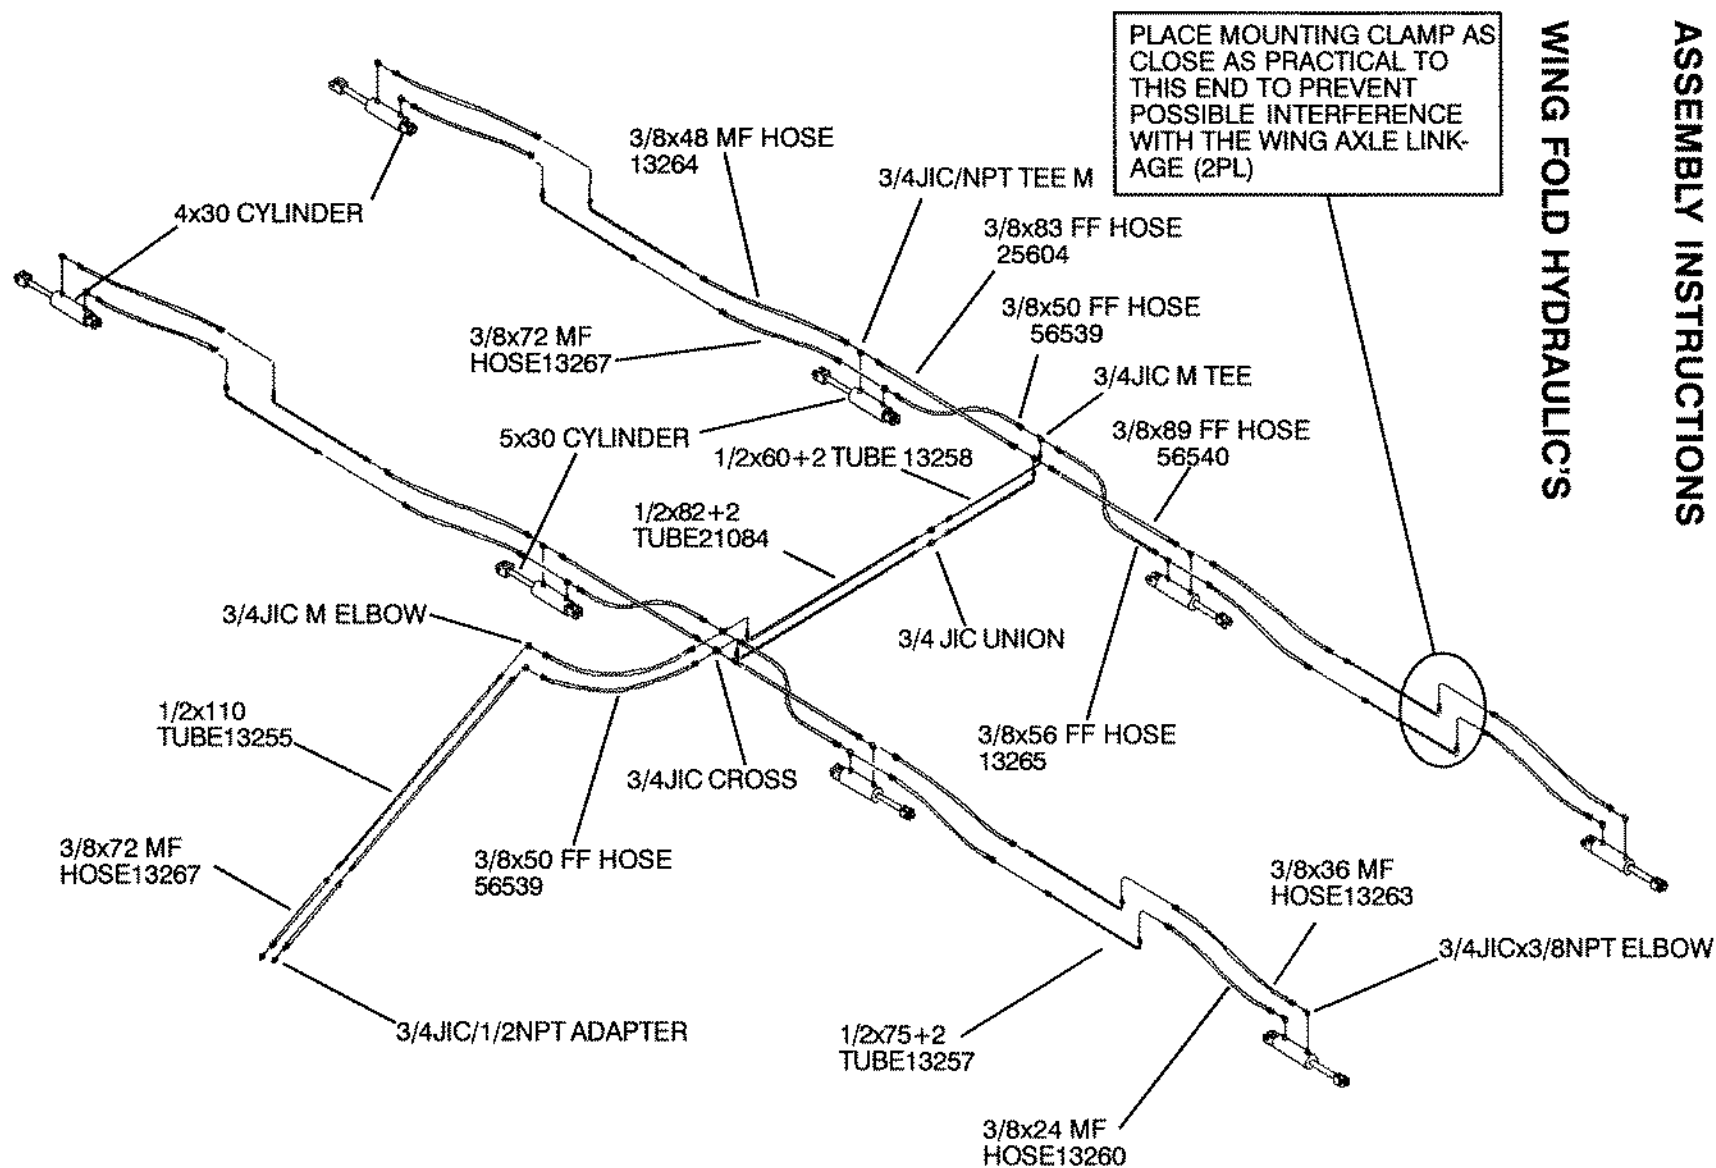 ASSEMBLY INSTRUCTIONS
WING FOLD HYDRAULIC'S
PLACE MOUNTING CLAMP AS
CLOSE AS PRACTICAL TO
THIS END TO PREVENT
POSSIBLE INTERFERENCE
WITH THE WING AXLE LINK-
AGE (2PL)
3/8x48 MF HOSE
13264
3/4JIC/NPT TEE M
4x30 CYLINDER
3/8x83 FF HOSE
25604
3/8x50 FF HOSE
56539
3/8x72 MF
HOSE13267
3/4JIC M TEE
5x30 CYLINDER
3/8x89 FF HOSE
56540
1/2x60+2 TUBE 13258
1/2x82+2
TUBE21084
3/4JIC M ELBOW
3/4 JIC UNION
1/2x110
TUBE13255
3/8x56 FF HOSE
13265
3/4JIC CROSS
3/8x72 MF
HOSE13267
3/8x50 FF HOSE
56539
3/8x36 MF
HOSE13263
3/4JICx3/8NPT ELBOW
3/4JIC/1/2NPT ADAPTER
1/2x75+2
TUBE13257
3/8x24 MF
HOSE13260